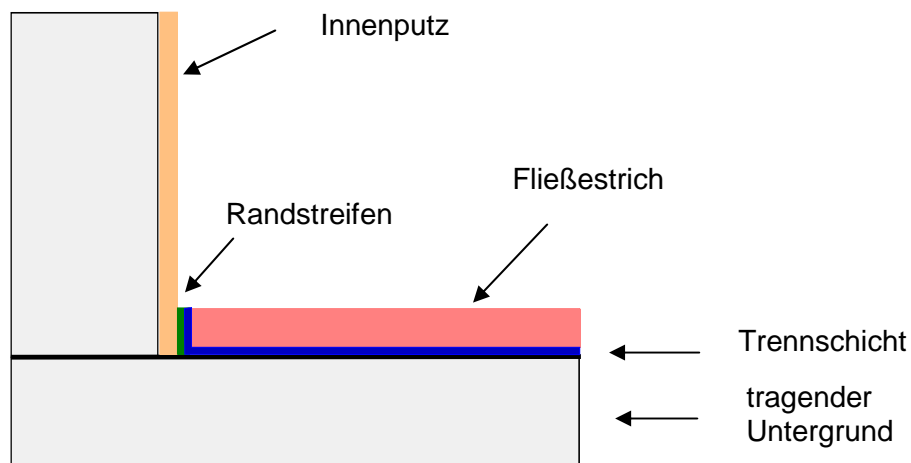 Innenputz
Fließestrich
Randstreifen
Trennschicht
tragender
Untergrund